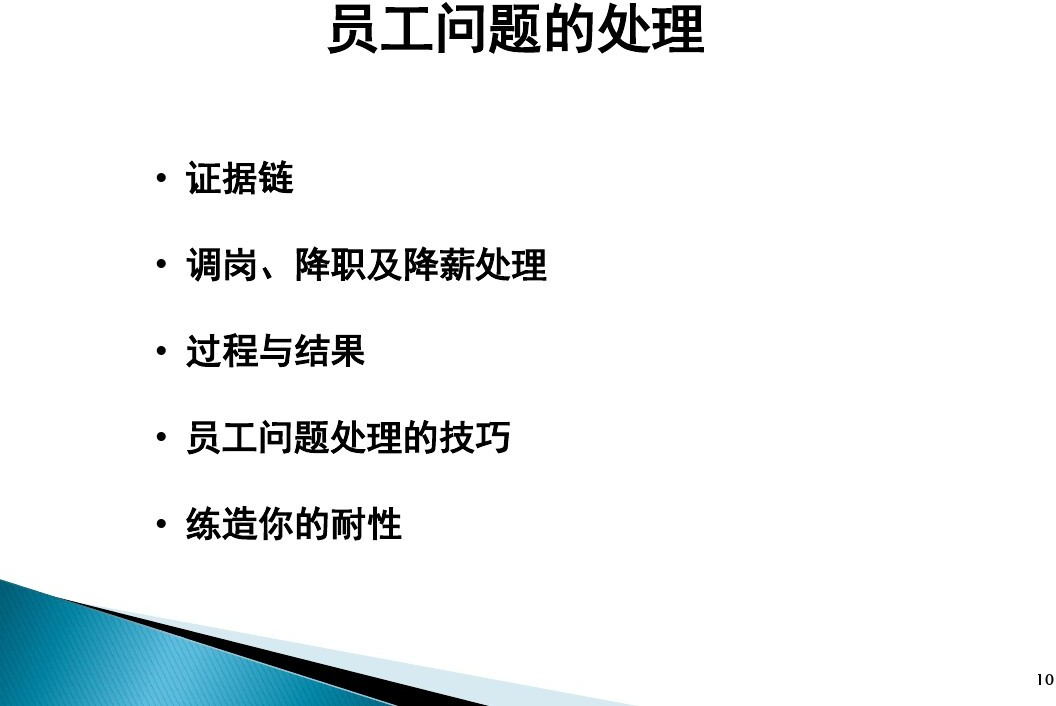 员工问题的处理
• 证据链
• 调岗、降职及降薪处理
• 过程与结果
• 员工问题处理的技巧
• 练造你的耐性
10